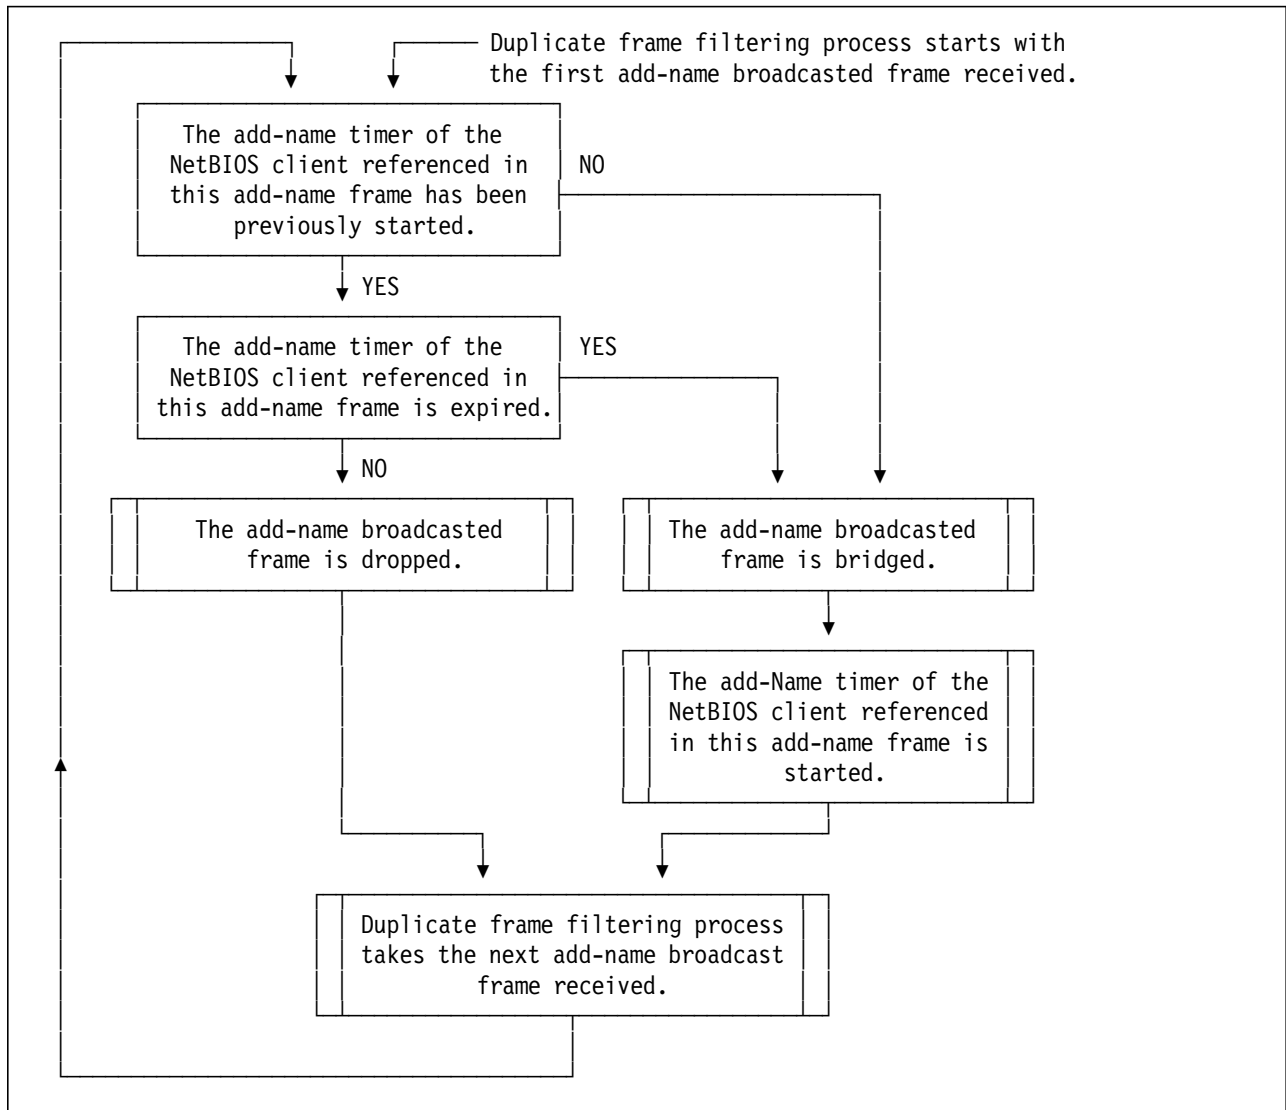 Duplicate frame filtering process starts with
the first add-name broadcasted frame received.
The add-name timer of the
NetBIOS client referenced in
this add-name frame has been
previously started.
NO
YES
The add-name timer of the
NetBIOS client referenced in
this add-name frame is expired.
YES
NO
The add-name broadcasted
frame is dropped.
The add-name broadcasted
frame is bridged.
The add-Name timer of the
NetBIOS client referenced
in this add-name frame is
started.
Duplicate frame filtering process
takes the next add-name broadcast
frame received.